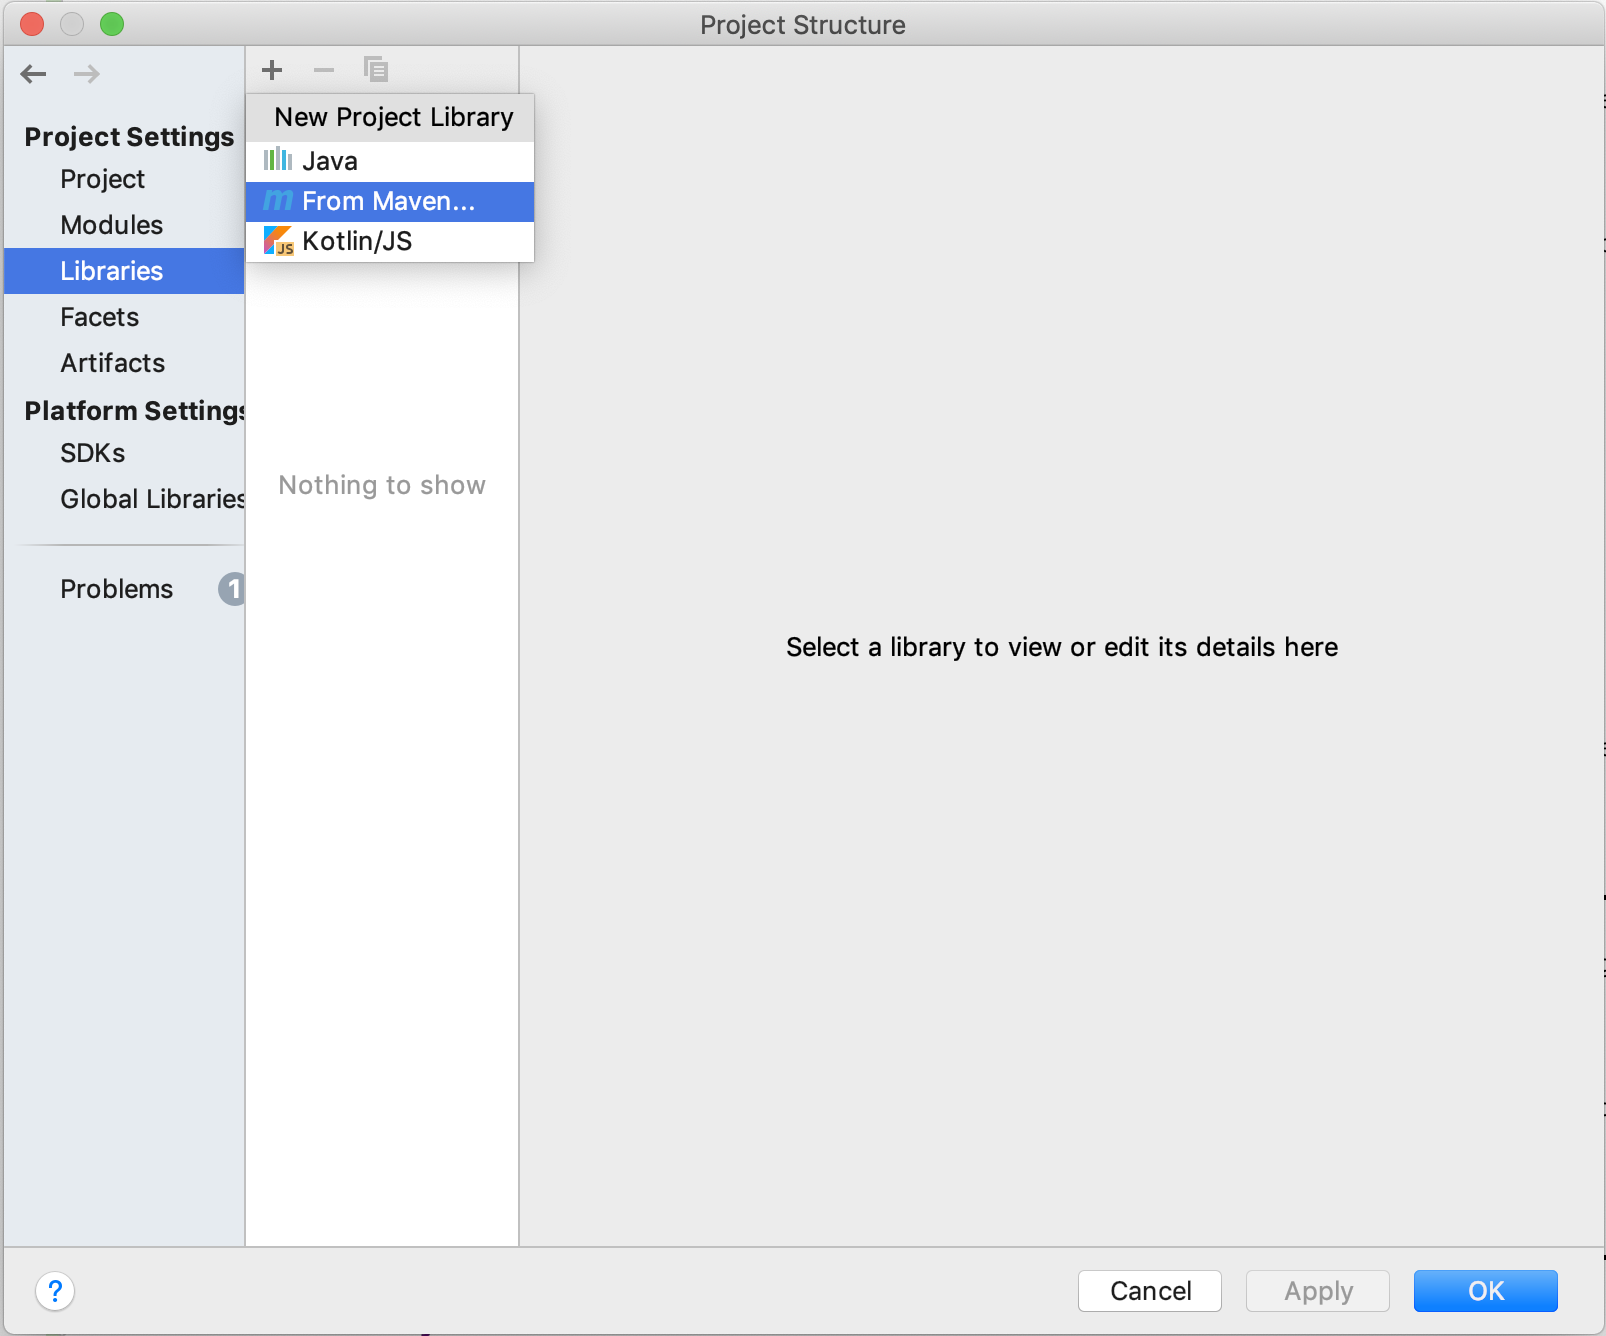 Project Structure
Project Settings
Project
Modules
Libraries
Facets
Artifacts
Platform Settings
SDKs
Global Libraries
Problems 1
New Project Library
Java
m From Maven...
JS Kotlin/JS
Nothing to show
Select a library to view or edit its details here
? Cancel Apply OK